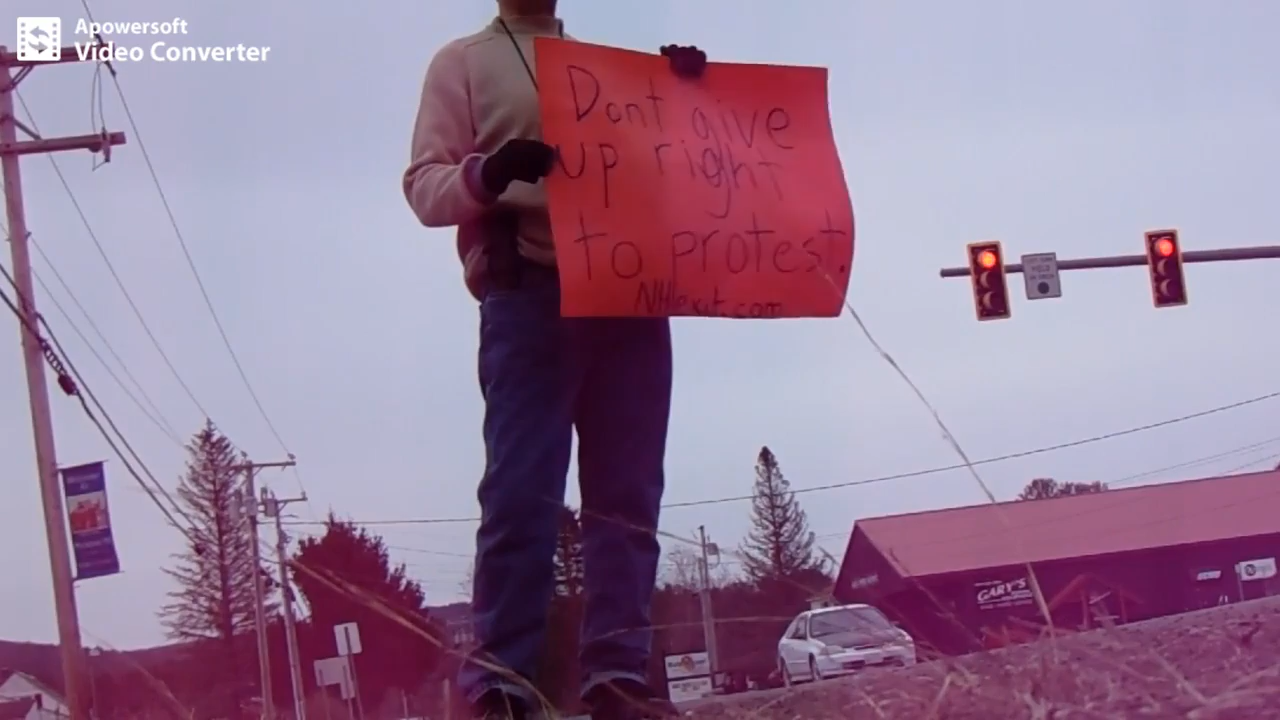 Apowersoft
Video Converter
Dont give
up right
to protest.
NHexit.com
GARY'S